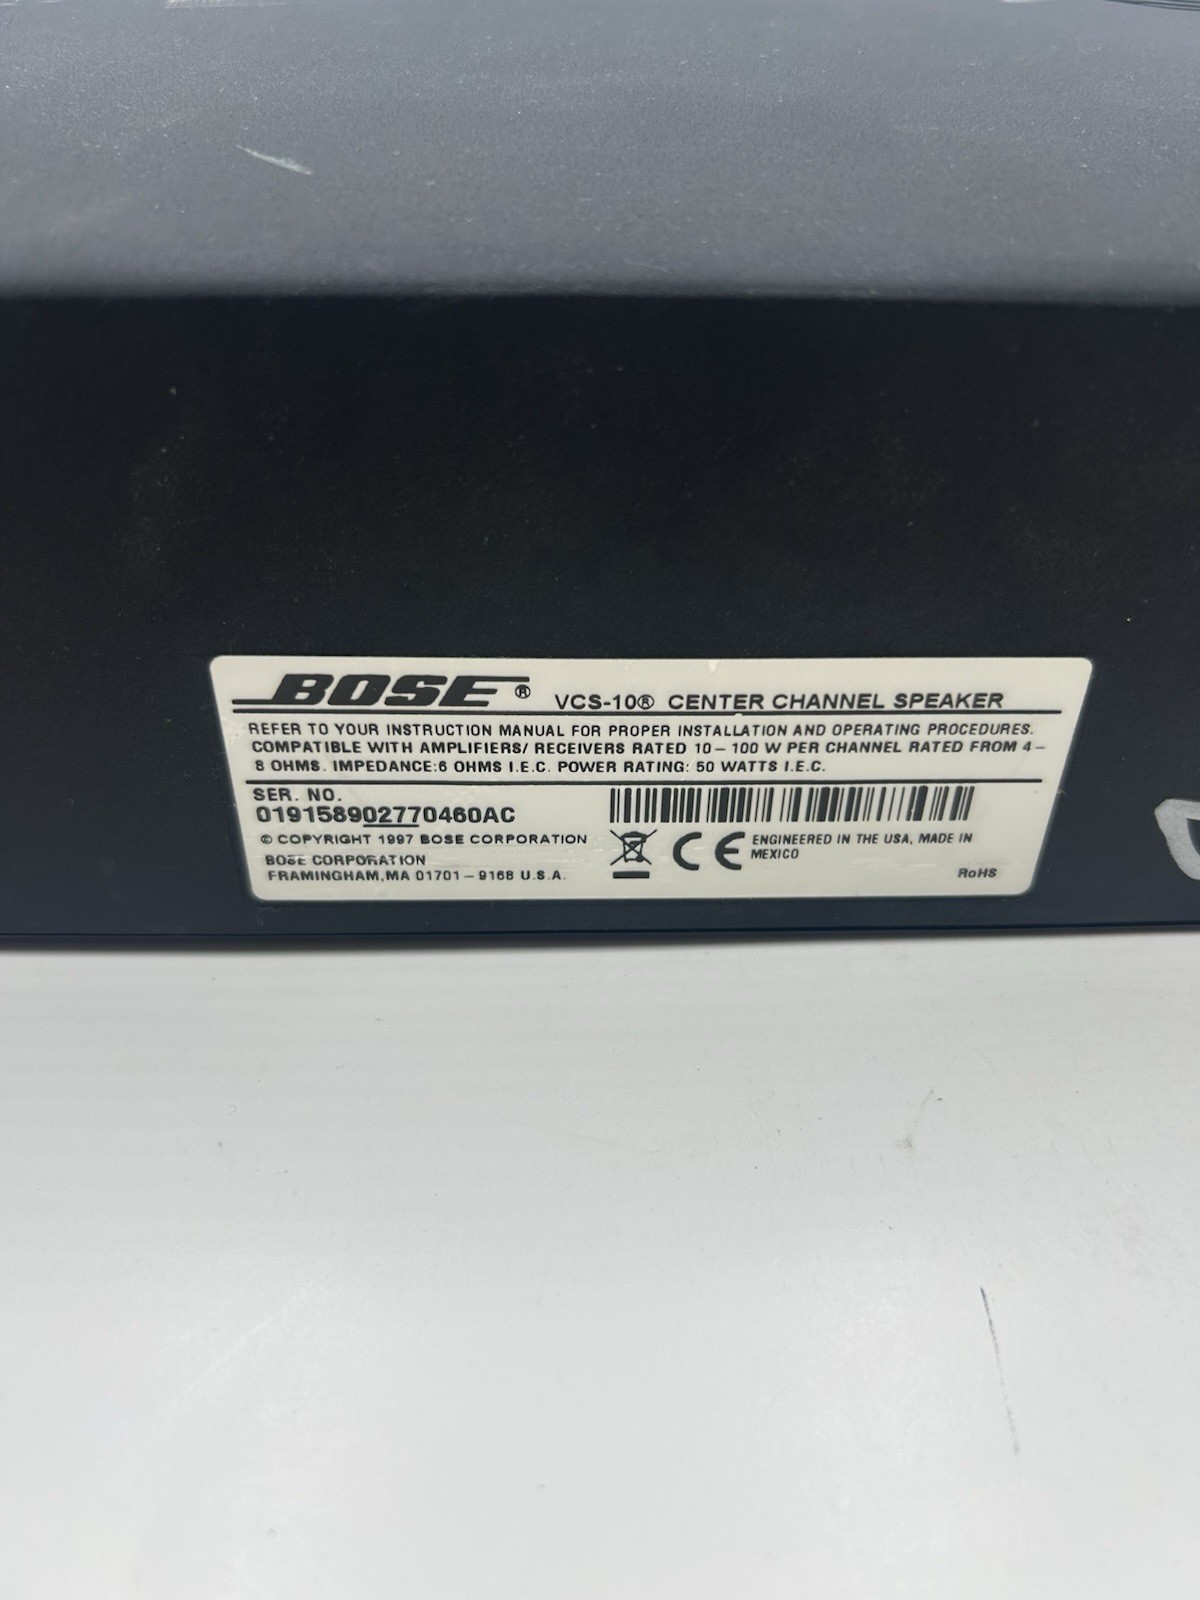 BOSE® VCS-10® CENTER CHANNEL SPEAKER
REFER TO YOUR INSTRUCTION MANUAL FOR PROPER INSTALLATION AND OPERATING PROCEDURES.
COMPATIBLE WITH AMPLIFIERS/ RECEIVERS RATED 10 – 100 W PER CHANNEL RATED FROM 4 –
8 OHMS. IMPEDANCE:6 OHMS I.E.C. POWER RATING: 50 WATTS I.E.C.
SER. NO.
019158902770460AC
© COPYRIGHT 1997 BOSE CORPORATION
BOSE CORPORATION
FRAMINGHAM,MA 01701 – 9168 U.S.A.
CE
ENGINEERED IN THE USA, MADE IN
MEXICO
RoHS